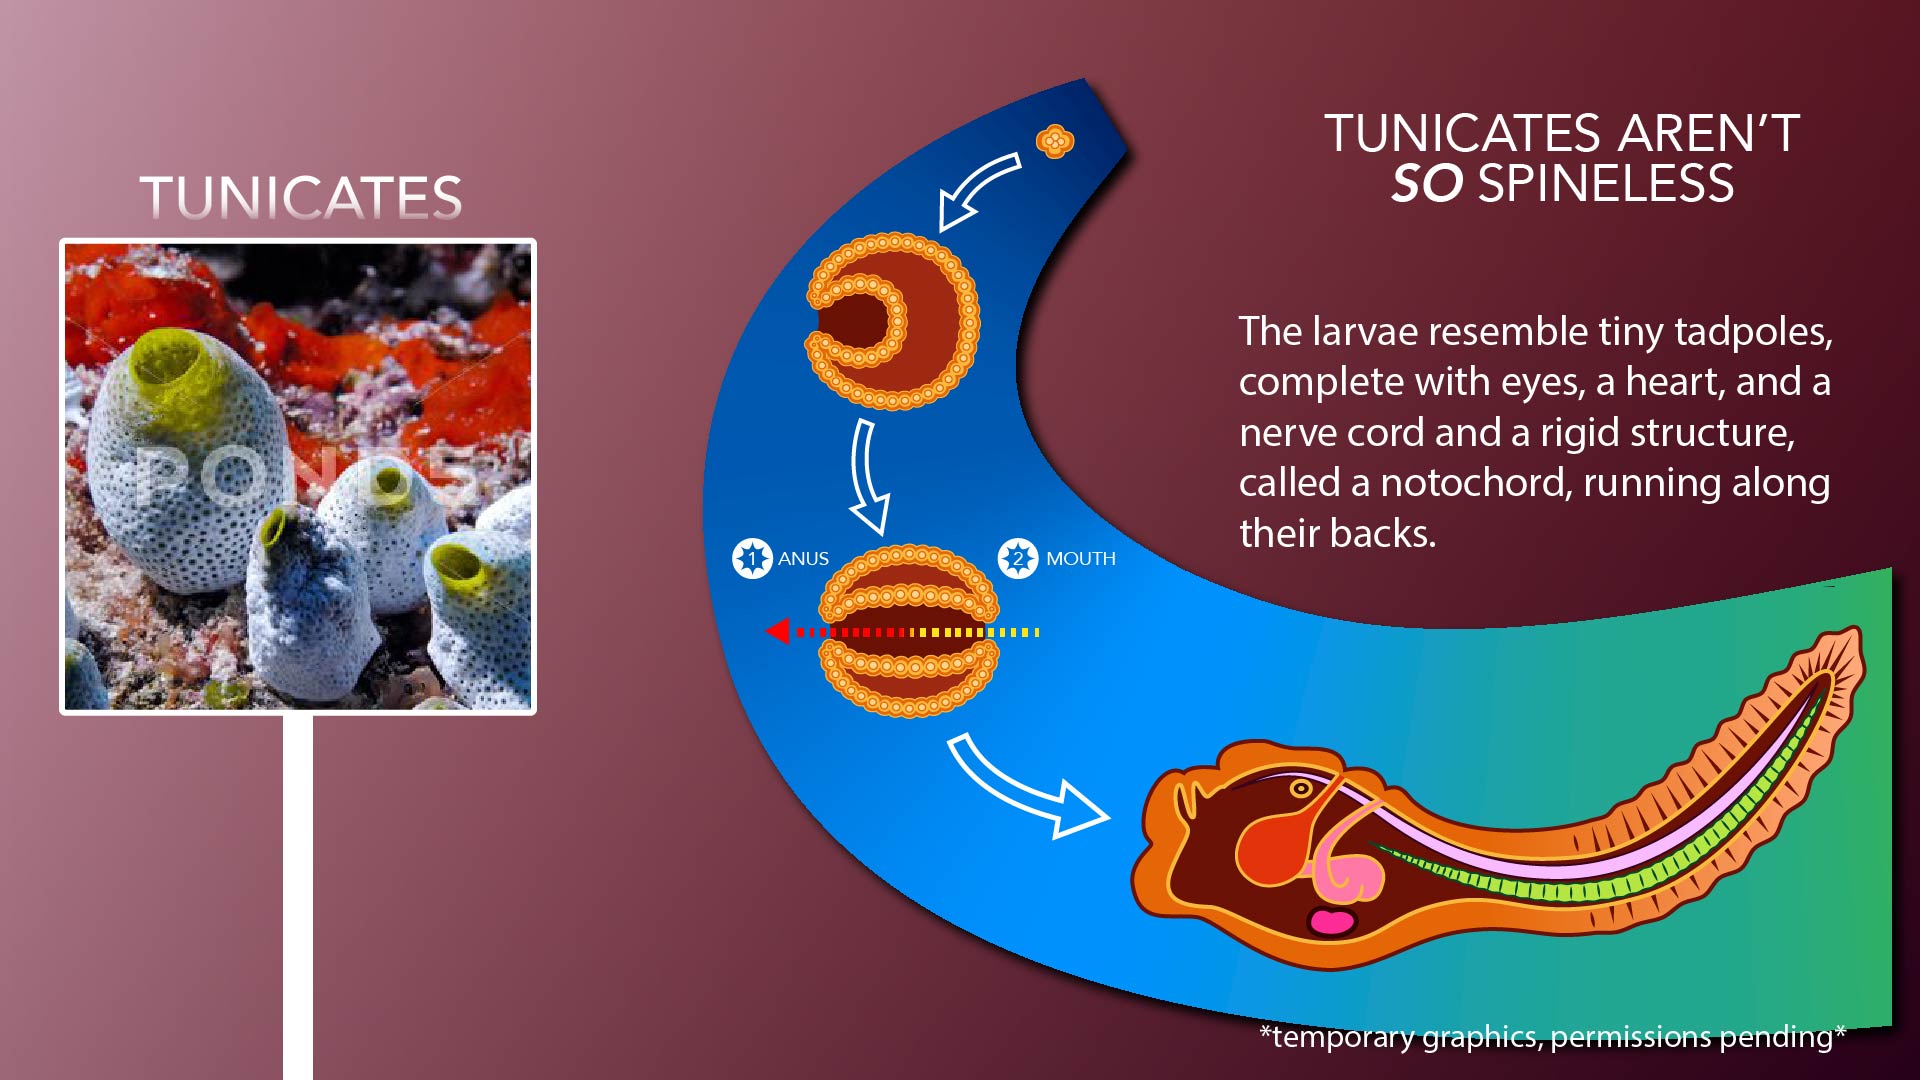 TUNICATES
POND5
1 ANUS
2 MOUTH
TUNICATES AREN'T
SO SPINELESS
The larvae resemble tiny tadpoles,
complete with eyes, a heart, and a
nerve cord and a rigid structure,
called a notochord, running along
their backs.
*temporary graphics, permissions pending*